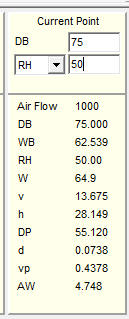 Current Point
DB 75
RH 50
Air Flow 1000
DB 75.000
WB 62.539
RH 50.00
W 64.9
v 13.675
h 28.149
DP 55.120
d 0.0738
vp 0.4378
AW 4.748